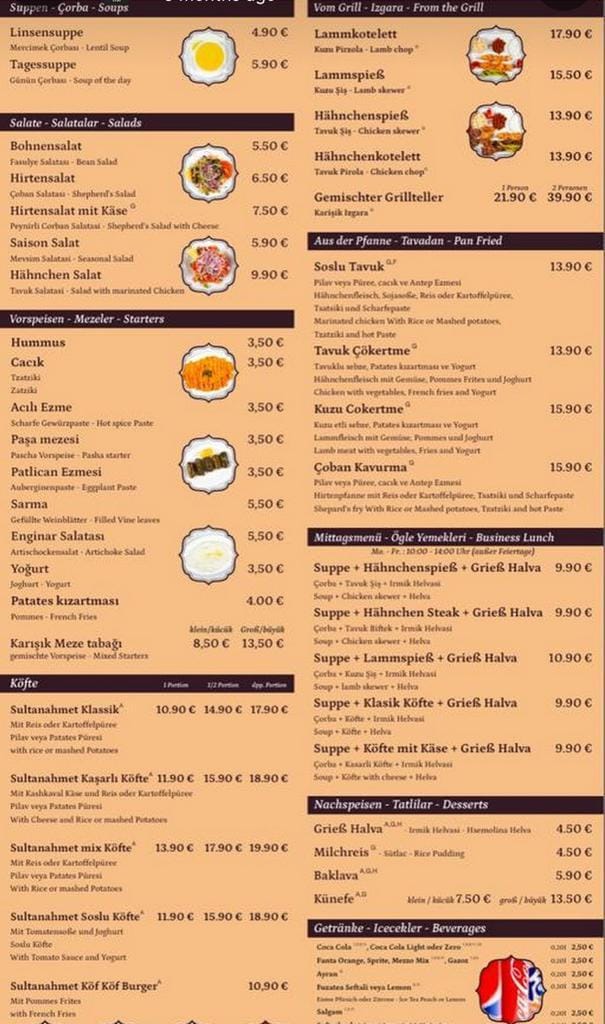 Suppen - Çorba - Soups
Linsensuppe 4.90 €
Mercimek Çorbası - Lentil Soup
Tagessuppe 5.90 €
Günün Çorbası - Soup of the day
Salate - Salatalar - Salads
Bohnensalat 5.50 €
Fasulye Salatası - Bean Salad
Hirtensalat 6.50 €
Çoban Salatası - Shepherd's Salad
Hirtensalat mit Käse G 7.50 €
Peynirli Corban Salatası - Shepherd's Salad with Cheese
Saison Salat 5.90 €
Mevsim Salatasi - Seasonal Salad
Hähnchen Salat 9.90 €
Tavuk Salatasi - Salad with marinated Chicken
Vorspeisen - Mezeler - Starters
Hummus 3,50 €
Cacık 3,50 €
Tzatziki
Zatziki
Acılı Ezme 3,50 €
Scharfe Gewürzpaste - Hot spice Paste
Paşa mezesi 3,50 €
Pascha Vorspeise - Pasha starter
Patlican Ezmesi 3,50 €
Auberginenpaste - Eggplant Paste
Sarma 5,50 €
Gefüllte Weinblätter - Filled Vine leaves
Enginar Salatası 5,50 €
Artischockensalat - Artichoke Salad
Yoğurt 3,50 €
Joghurt - Yogurt
Patates kızartması 4.00 €
Pommes - French Fries
klein/kücük Groß/büyük
Karışık Meze tabağı 8,50 € 13,50 €
gemischte Vorspeise - Mixed Starters
Köfte 1 Portion 1/2 Portion dpp. Portion
Sultanahmet Klassik A 10.90 € 14.90 € 17.90 €
Mit Reis oder Kartoffelpüree
Pilav veya Patates Püresi
with rice or mashed Potatoes
Sultanahmet Kaşarlı Köfte A 11.90 € 15.90 € 18.90 €
Mit Kashkaval Käse und Reis oder Kartoffelpüree
Pilav veya Patates Püresi
With Cheese and Rice or mashed Potatoes
Sultanahmet mix Köfte A 13.90 € 17.90 € 19.90 €
Mit Reis oder Kartoffelpüree
Pilav veya Patates Püresi
With Rice or mashed Potatoes
Sultanahmet Soslu Köfte A 11.90 € 15.90 € 18.90 €
Mit Tomatensoße und Joghurt
Soslu Köfte
With Tomato Sauce and Yogurt
Sultanahmet Köf Köf Burger A 10,90 €
Mit Pommes Frites
with French Fries
Vom Grill - Izgara - From the Grill
Lammkotelett 17.90 €
Kuzu Pirzola - Lamb chop
Lammspieß 15.50 €
Kuzu Şiş - Lamb skewer
Hähnchenspieß 13.90 €
Tavuk Şiş - Chicken skewer
Hähnchenkotelett 13.90 €
Tavuk Pirola - Chicken chop
1 Person 2 Personen
Gemischter Grillteller 21.90 € 39.90 €
Karişik Izgara
Aus der Pfanne - Tavadan - Pan Fried
Soslu Tavuk G,F 13.90 €
Pilav veya Püree, cacık ve Antep Ezmesi
Hähnchenfleisch, Sojasoße, Reis oder Kartoffelpüree,
Tsatsiki und Scharfepaste
Marinated chicken With Rice or Mashed potatoes,
Tzatziki and hot Paste
Tavuk Çökertme G 13.90 €
Tavuklu sebze, Patates kızartması ve Yogurt
Hähnchenfleisch mit Gemüse, Pommes Frites und Joghurt
Chicken with vegetables, French fries and Yogurt
Kuzu Cokertme G 15.90 €
Kuzu etli sebze, Patates kızartması ve Yogurt
Lammfleisch mit Gemüse, Pommes und Joghurt
Lamb meat with vegetables, Fries and Yogurt
Çoban Kavurma G 15.90 €
Pilav veya Püree, cacık ve Antep Ezmesi
Hirtenpfanne mit Reis oder Kartoffelpüree, Tsatsiki und Scharfepaste
Shepard's fry With Rice or Mashed potatoes, Tzatziki and hot Paste
Mittagsmenü - Ögle Yemekleri - Business Lunch
Mo. - Fr. : 10:00 - 14:00 Uhr (außer Feiertage)
Suppe + Hähnchenspieß + Grieß Halva 9.90 €
Çorba + Tavuk Şiş + Irmik Helvasi
Soup + Chicken skewer + Helva
Suppe + Hähnchen Steak + Grieß Halva 9.90 €
Çorba + Tavuk Biftek + Irmik Helvasi
Soup + Chicken skewer + Helva
Suppe + Lammspieß + Grieß Halva 10.90 €
Çorba + Kuzu Şiş + Irmik Helvasi
Soup + lamb skewer + Helva
Suppe + Klasik Köfte + Grieß Halva 9.90 €
Çorba + Köfte + Irmik Helvasi
Soup + Köfte + Helva
Suppe + Köfte mit Käse + Grieß Halva 9.90 €
Çorba + Kasarli Köfte + Irmik Helvasi
Soup + Köfte with cheese + Helva
Nachspeisen - Tatlilar - Desserts
Grieß Halva A,G,H - Irmik Helvasi - Hsemolina Helva 4.50 €
Milchreis G - Sütlac - Rice Pudding 4.50 €
Baklava A,G,H 5.90 €
Künefe A,G klein / kücük 7.50 € groß / büyük 13.50 €
Getränke - Icecekler - Beverages
Coca Cola, Coca Cola Light oder Zero 0,20l 2,50 €
Fanta Orange, Sprite, Mezzo Mix, Gazoz 0,20l 2,50 €
Ayran 0,20l 2,50 €
Fuzetea Seftali veya Lemon 0,20l 3,50 €
Eistee Pfirsich oder Zitrone - Ice Tea Peach or Lemon
Salgam 2,50 €